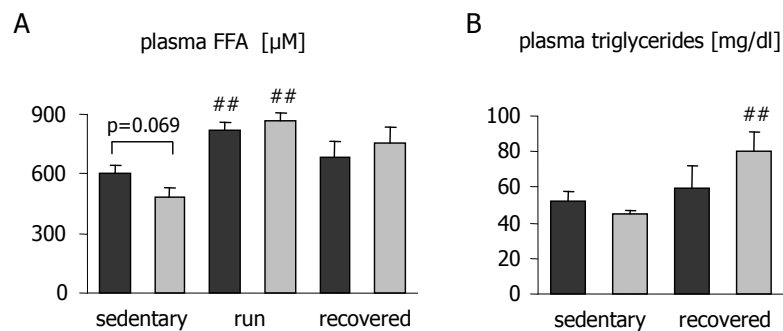 A
plasma FFA [µM]
900
600
300
0
p=0.069
##
##
sedentary run recovered
B
plasma triglycerides [mg/dl]
100
80
60
40
20
0
##
sedentary recovered